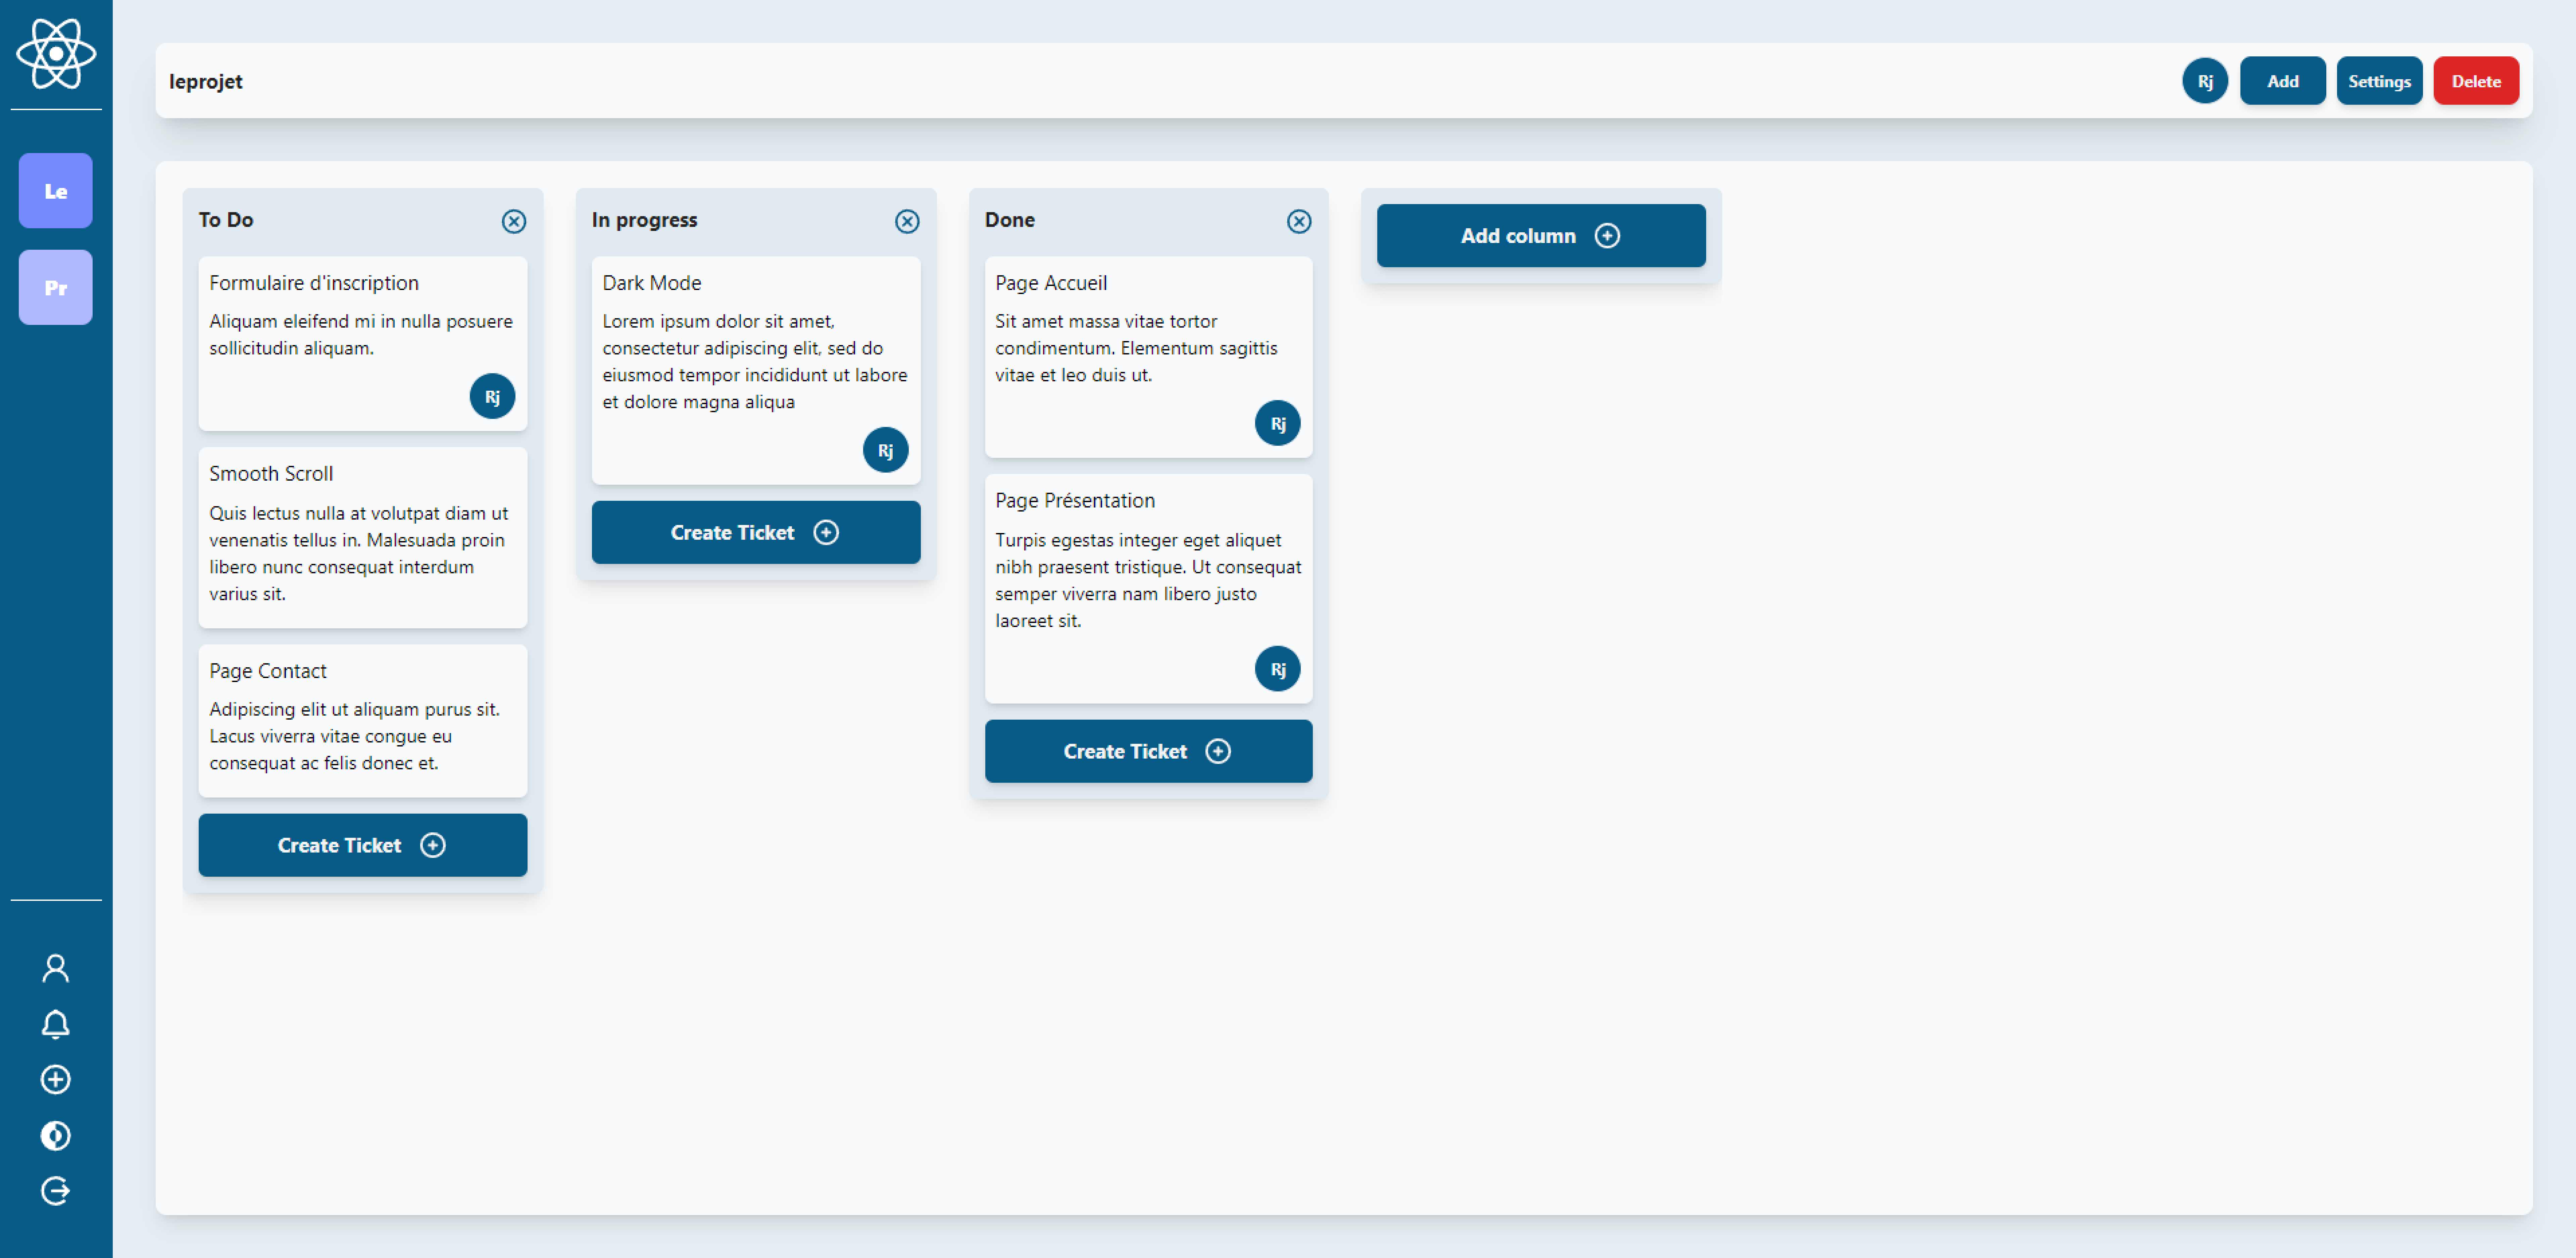 Le
Pr
leprojet
Rj
Add
Settings
Delete
To Do
Formulaire d'inscription
Aliquam eleifend mi in nulla posuere
sollicitudin aliquam.
Rj
Smooth Scroll
Quis lectus nulla at volutpat diam ut
venenatis tellus in. Malesuada proin
libero nunc consequat interdum
varius sit.
Page Contact
Adipiscing elit ut aliquam purus sit.
Lacus viverra vitae congue eu
consequat ac felis donec et.
Create Ticket
In progress
Dark Mode
Lorem ipsum dolor sit amet,
consectetur adipiscing elit, sed do
eiusmod tempor incididunt ut labore
et dolore magna aliqua
Rj
Create Ticket
Done
Page Accueil
Sit amet massa vitae tortor
condimentum. Elementum sagittis
vitae et leo duis ut.
Rj
Page Présentation
Turpis egestas integer eget aliquet
nibh praesent tristique. Ut consequat
semper viverra nam libero justo
laoreet sit.
Rj
Create Ticket
Add column